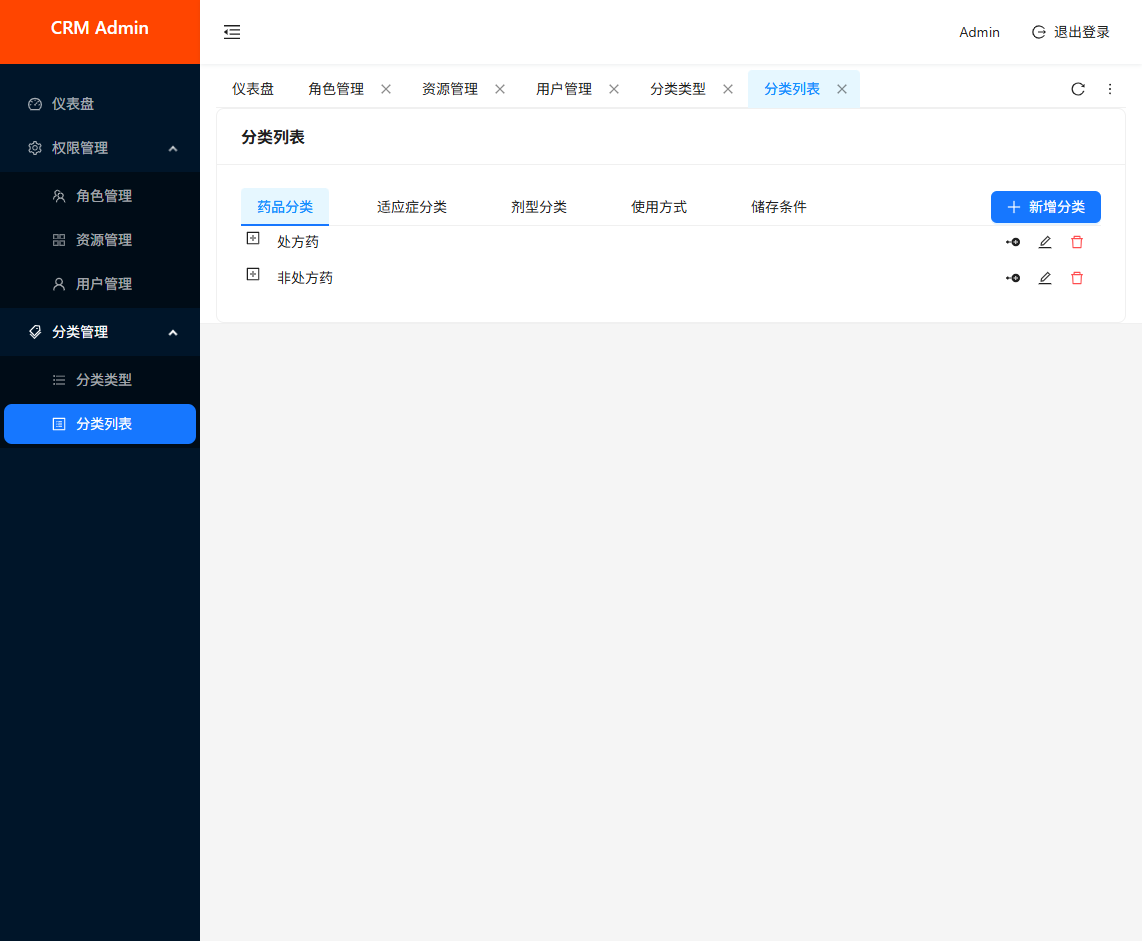 CRM Admin
Admin
退出登录
仪表盘
角色管理
资源管理
用户管理
分类类型
分类列表
仪表盘
权限管理
角色管理
资源管理
用户管理
分类管理
分类类型
分类列表
分类列表
药品分类
适应症分类
剂型分类
使用方式
储存条件
新增分类
处方药
非处方药